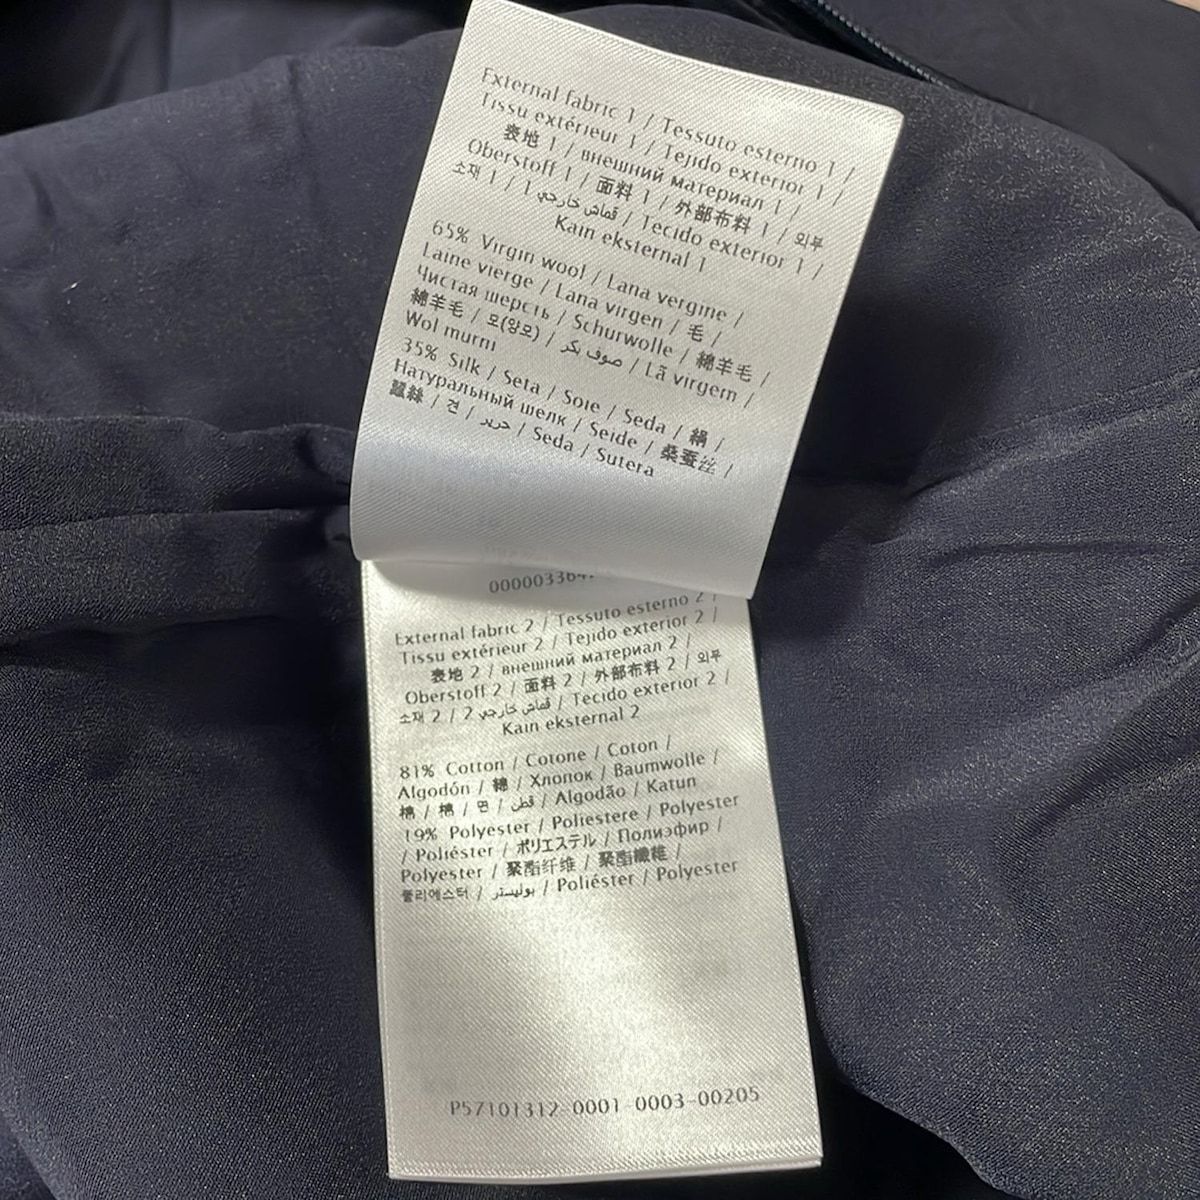 External fabric 1 / Tessuto esterno 1 /
Tissu extérieur 1 / Tejido exterior 1 /
表地 1 / внешний материал 1 /
Oberstoff 1 / 面料 1 / 外部布料 1 / 외부
소재 1 / 1 قماش خارجي / Tecido exterior 1 /
Kain eksternal 1
65% Virgin wool / Lana vergine /
Laine vierge / Lana virgen / 毛 /
Чистая шерсть / Schurwolle / 綿羊毛 /
綿羊毛 / 모(양모) / صوف بكر / Lã virgem /
Wol murni
35% Silk / Seta / Soie / Seda / 絹 /
Натуральный шелк / Seide / 桑蚕丝 /
蠶絲 / 견 / حرير / Seda / Sutera
External fabric 2 / Tessuto esterno 2 /
Tissu extérieur 2 / Tejido exterior 2 /
表地 2 / внешний материал 2 /
Oberstoff 2 / 面料 2 / 外部布料 2 / 외부
소재 2 / 2 قماش خارجي / Tecido exterior 2 /
Kain eksternal 2
81% Cotton / Cotone / Coton /
Algodón / 綿 / Хлопок / Baumwolle /
棉 / 棉 / 면 / قطن / Algodão / Katun
19% Polyester / Poliestere / Polyester
/ Poliéster / ポリエステル / Полиэфир /
Polyester / 聚酯纤维 / 聚酯纖維 /
폴리에스터 / بوليستر / Poliéster / Polyester
P57101312-0001-0003-00205